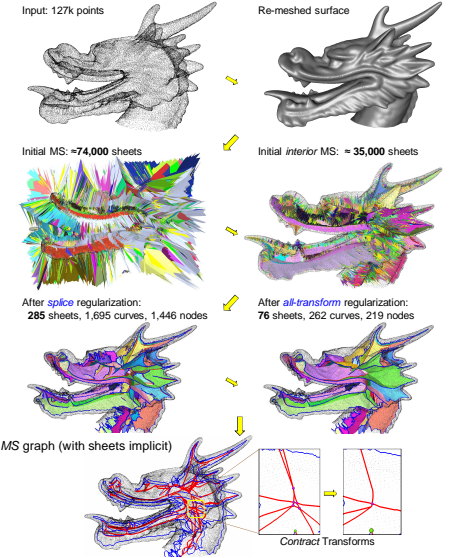 Input: 127k points
Re-meshed surface
Initial MS: ≈74,000 sheets
Initial interior MS: ≈ 35,000 sheets
After splice regularization:
285 sheets, 1,695 curves, 1,446 nodes
After all-transform regularization:
76 sheets, 262 curves, 219 nodes
MS graph (with sheets implicit)
Contract Transforms